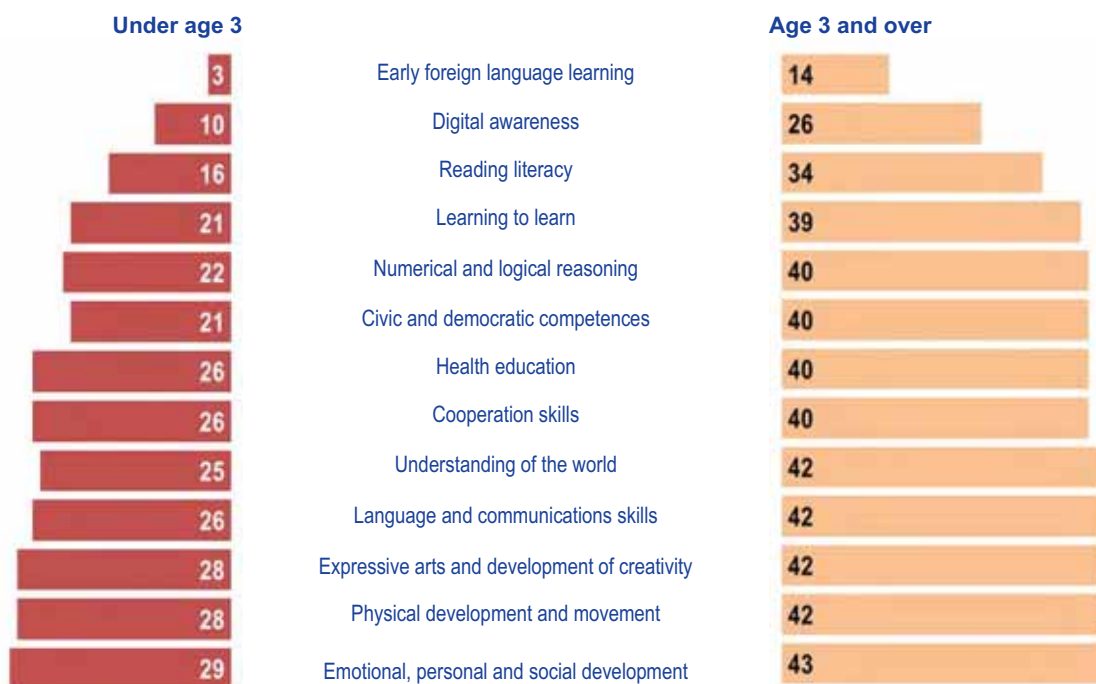 Under age 3 Age 3 and over
3 Early foreign language learning 14
10 Digital awareness 26
16 Reading literacy 34
21 Learning to learn 39
22 Numerical and logical reasoning 40
21 Civic and democratic competences 40
26 Health education 40
26 Cooperation skills 40
25 Understanding of the world 42
26 Language and communications skills 42
28 Expressive arts and development of creativity 42
28 Physical development and movement 42
29 Emotional, personal and social development 43